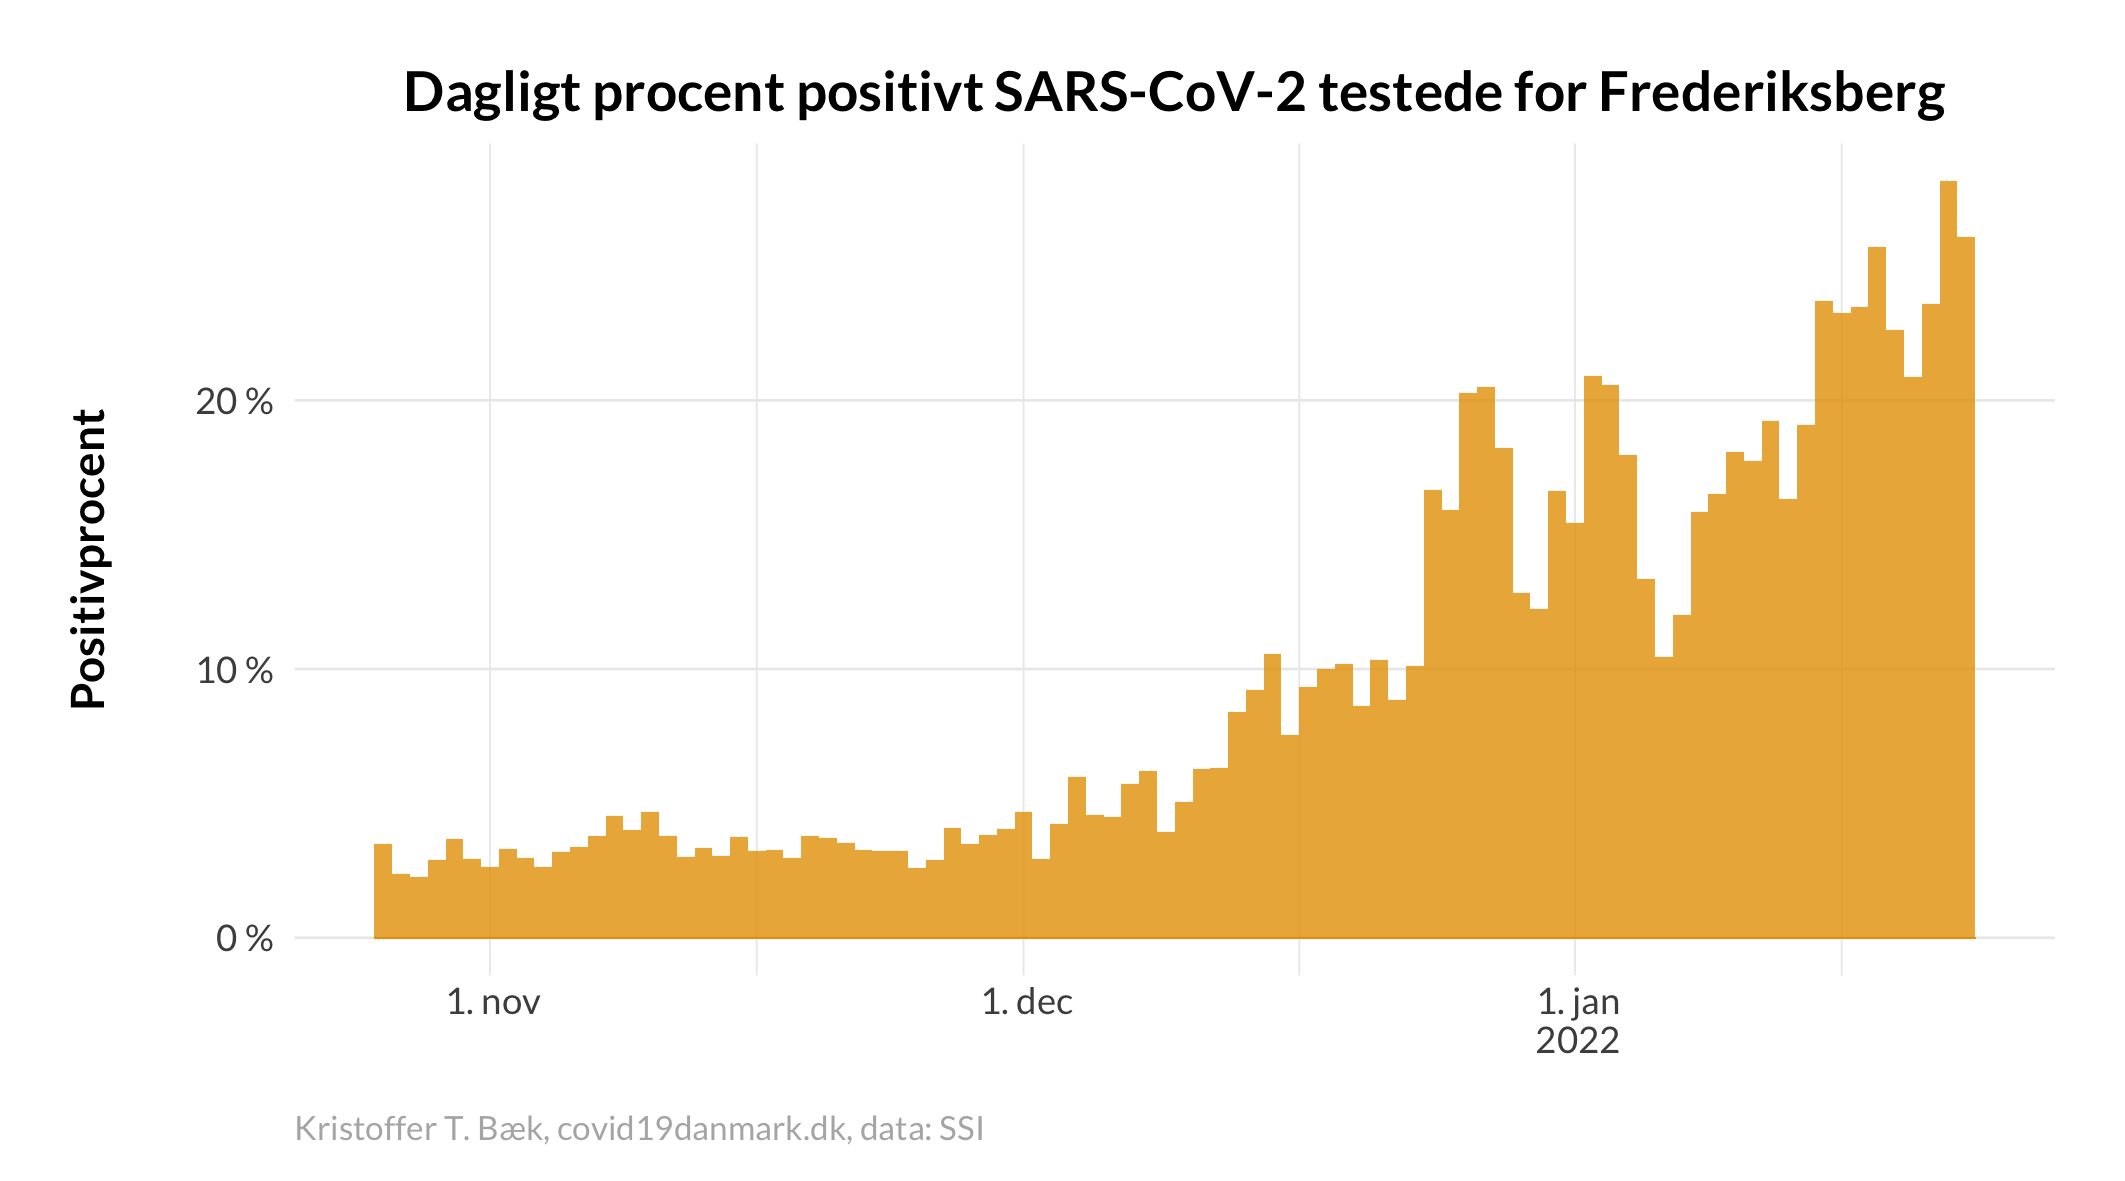 Dagligt procent positivt SARS-CoV-2 testede for Frederiksberg
Positivprocent
20 %
10 %
0 %
1. nov
1. dec
1. jan
2022
Kristoffer T. Bæk, covid19danmark.dk, data: SSI